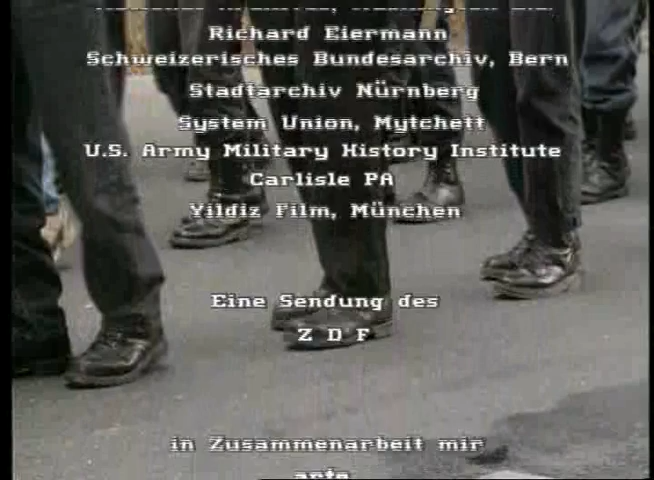 Richard Eiermann
Schweizerisches Bundesarchiv, Bern
Stadtarchiv Nürnberg
System Union, Mytchett
U.S. Army Military History Institute
Carlisle PA
Yildiz Film, München
Eine Sendung des
Z D F
in Zusammenarbeit mir
arte